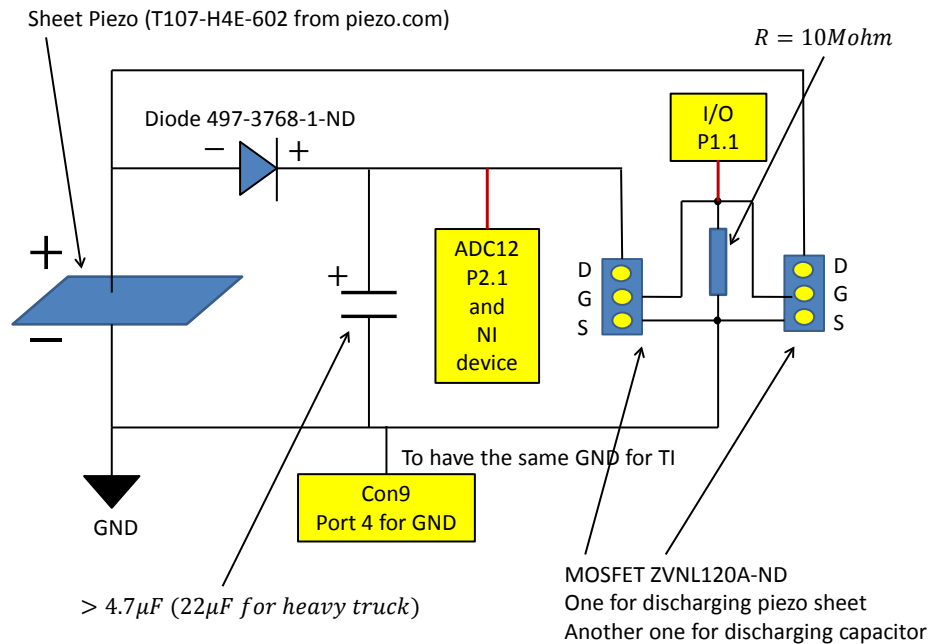 Sheet Piezo (T107-H4E-602 from piezo.com)
R = 10Mohm
Diode 497-3768-1-ND
− +
I/O
P1.1
+
−
+
ADC12
P2.1
and
NI
device
D
G
S
D
G
S
To have the same GND for TI
Con9
Port 4 for GND
GND
> 4.7μF (22μF for heavy truck)
MOSFET ZVNL120A-ND
One for discharging piezo sheet
Another one for discharging capacitor